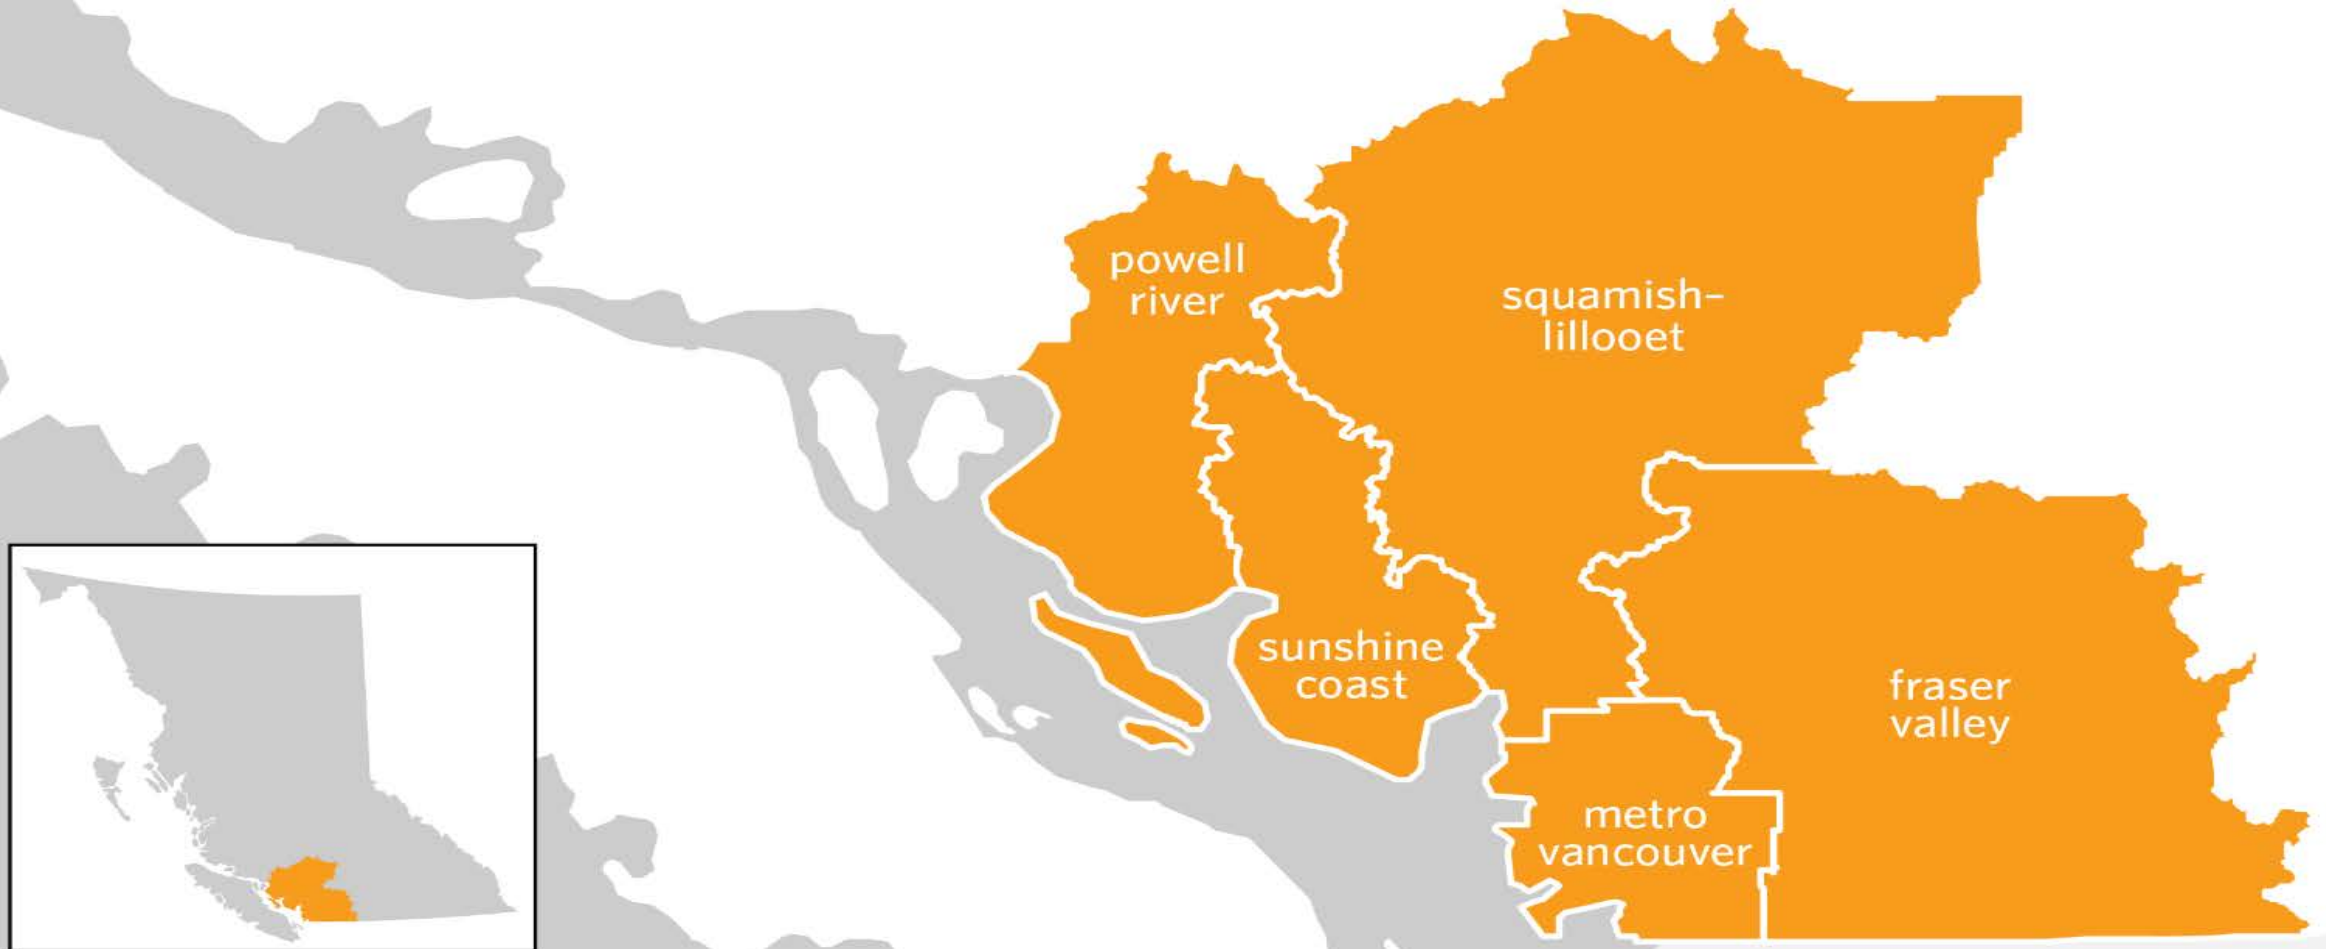 powell
river
squamish-
lillooet
sunshine
coast
fraser
valley
metro
vancouver